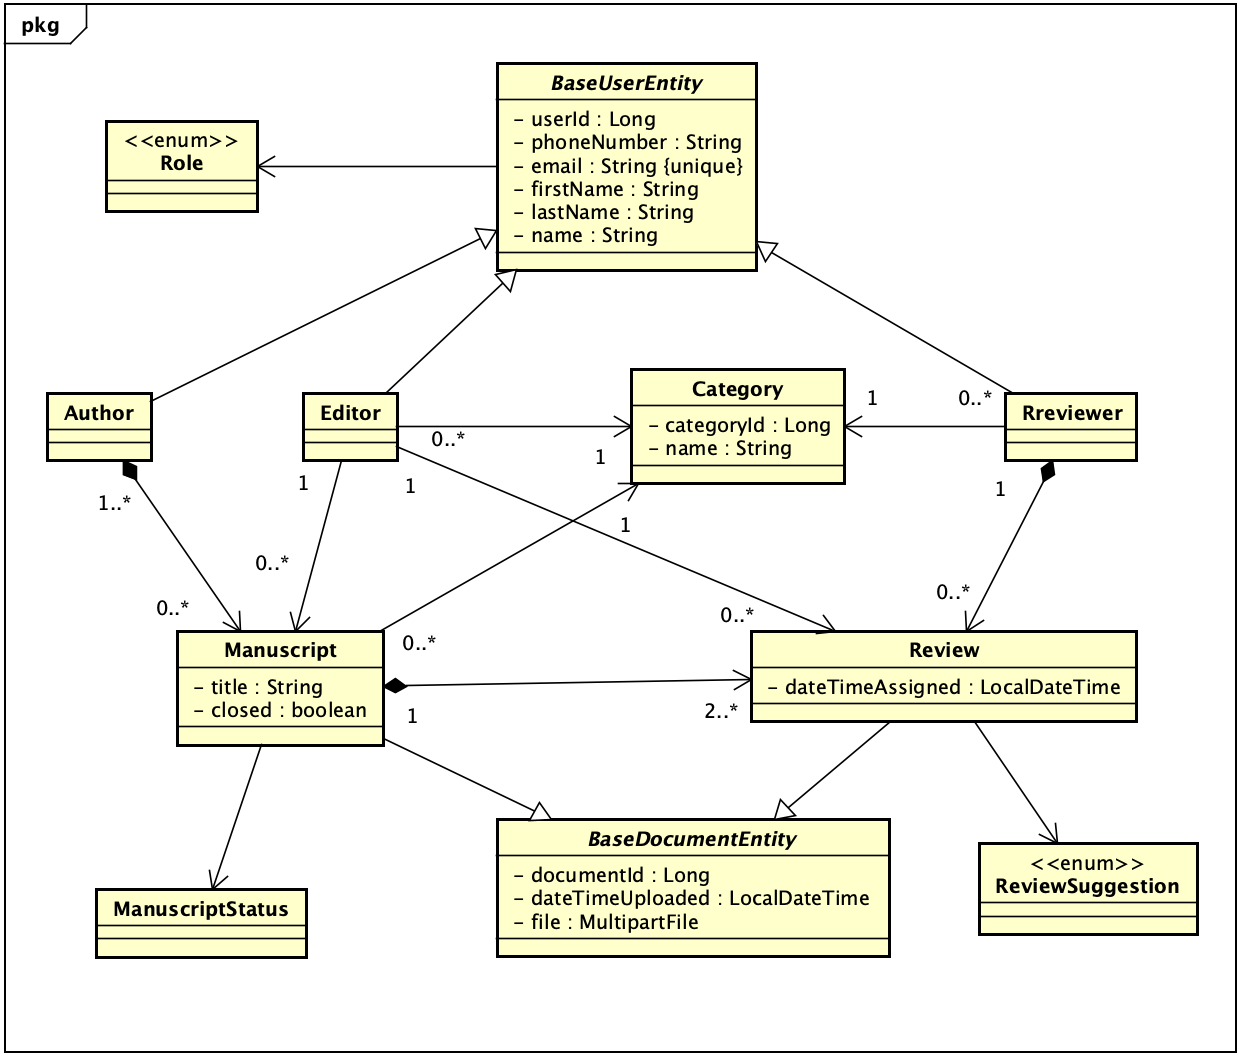 pkg
BaseUserEntity
- userId : Long
- phoneNumber : String
- email : String {unique}
- firstName : String
- lastName : String
- name : String
<<enum>>
Role
Author
Editor
Category
- categoryId : Long
- name : String
Rreviewer
0..*
1
0..*
1
1..*
1
1
1
1
0..*
0..*
0..*
0..*
0..*
Manuscript
- title : String
- closed : boolean
1
2..*
Review
- dateTimeAssigned : LocalDateTime
BaseDocumentEntity
- documentId : Long
- dateTimeUploaded : LocalDateTime
- file : MultipartFile
<<enum>>
ReviewSuggestion
ManuscriptStatus